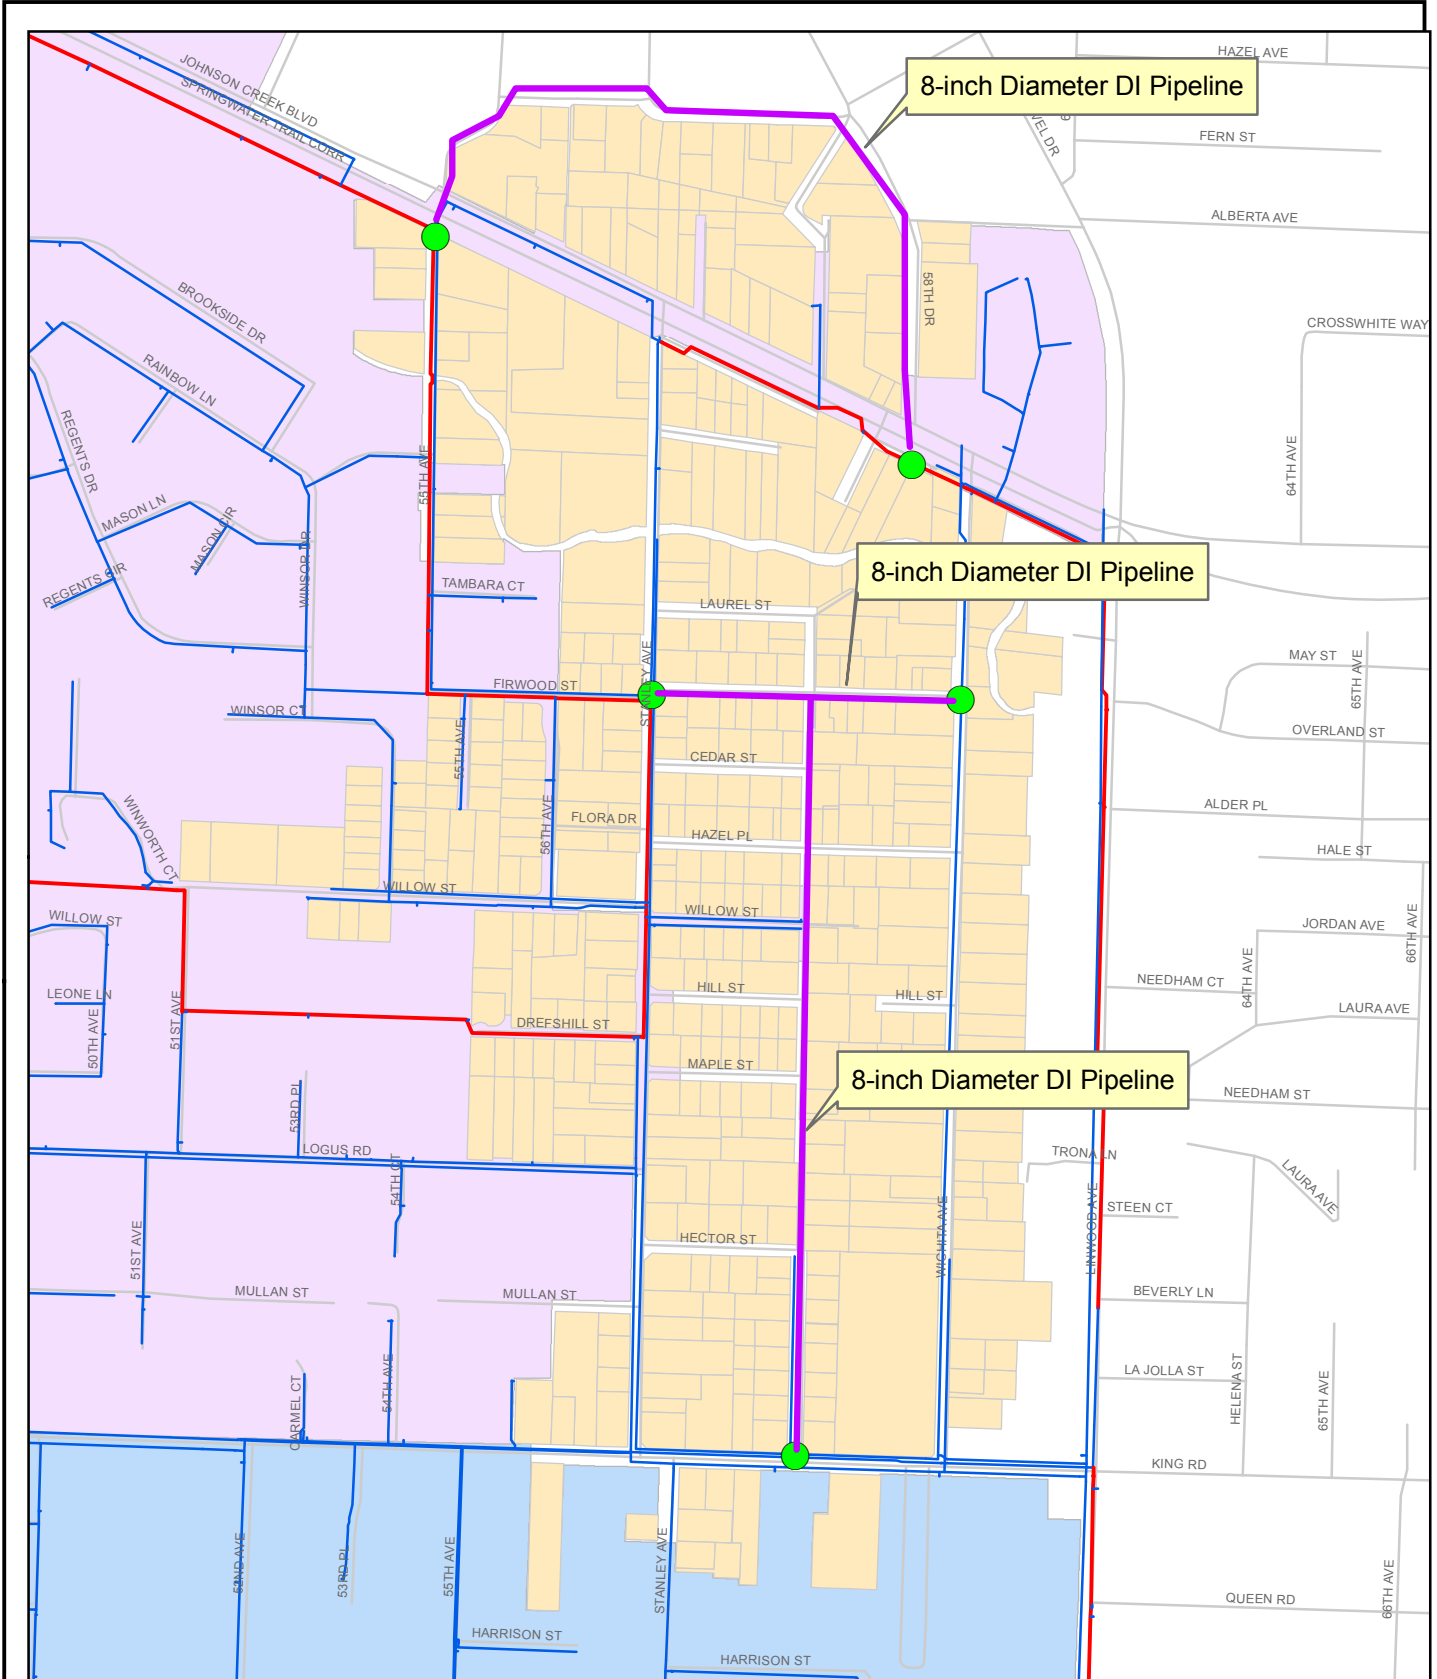 HAZEL AVE
8-inch Diameter DI Pipeline
JOHNSON CREEK BLVD
SPRINGWATER TRAIL CORR
WEL DR
FERN ST
ALBERTA AVE
58TH DR
BROOKSIDE DR
CROSSWHITE WAY
RAINBOW LN
REGENTS DR
55TH AVE
64TH AVE
MASON LN
MASON CIR
WINSOR DR
REGENTS CIR
8-inch Diameter DI Pipeline
TAMBARA CT
LAUREL ST
STANLEY AVE
MAY ST
65TH AVE
FIRWOOD ST
WINSOR CT
OVERLAND ST
55TH AVE
CEDAR ST
WINWORTH CT
56TH AVE
FLORA DR
HAZEL PL
ALDER PL
HALE ST
WILLOW ST
WILLOW ST
WILLOW ST
JORDAN AVE
66TH AVE
64TH AVE
NEEDHAM CT
LEONE LN
HILL ST
HILL ST
LAURA AVE
50TH AVE
51ST AVE
DREFSHILL ST
MAPLE ST
8-inch Diameter DI Pipeline
NEEDHAM ST
53RD PL
LOGUS RD
54TH CT
TRONA LN
LAURA AVE
STEEN CT
LINWOOD AVE
WICHITA AVE
51ST AVE
HECTOR ST
MULLAN ST
MULLAN ST
BEVERLY LN
LA JOLLA ST
HELENA ST
65TH AVE
CARMEL CT
54TH AVE
KING RD
52ND AVE
53RD PL
55TH AVE
STANLEY AVE
66TH AVE
QUEEN RD
HARRISON ST
HARRISON ST